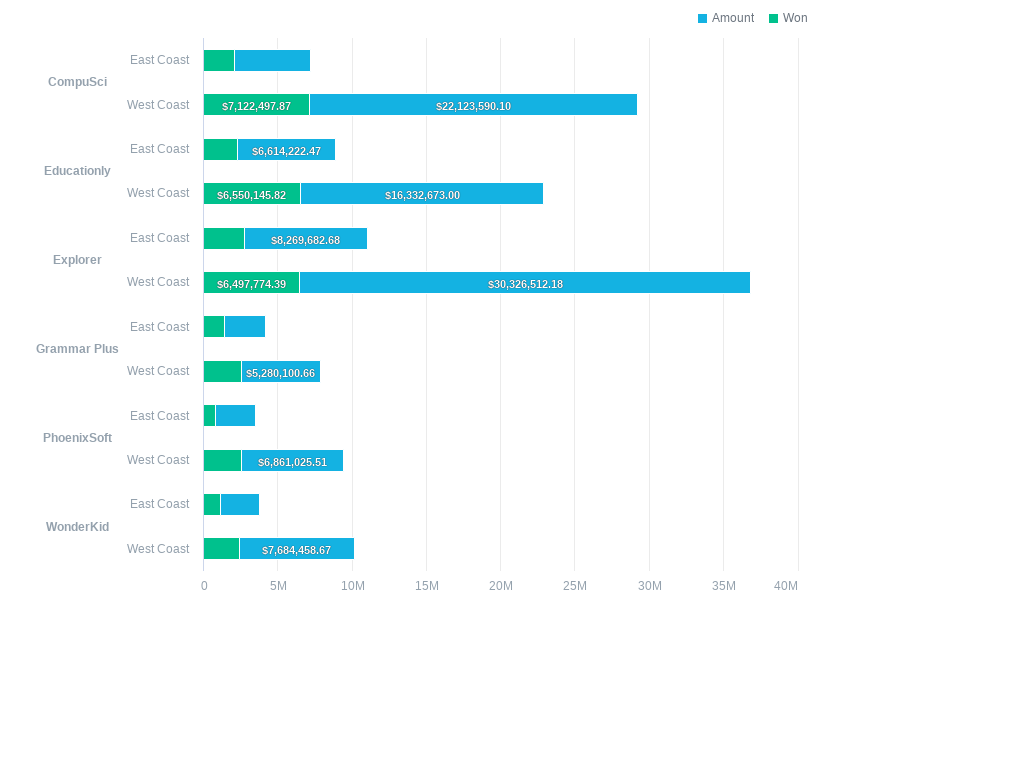 Amount Won
East Coast
CompuSci
West Coast $7,122,497.87 $22,123,590.10
East Coast $6,614,222.47
Educationly
West Coast $6,550,145.82 $16,332,673.00
East Coast $8,269,682.68
Explorer
West Coast $6,497,774.39 $30,326,512.18
East Coast
Grammar Plus
West Coast $5,280,100.66
East Coast
PhoenixSoft
West Coast $6,861,025.51
East Coast
WonderKid
West Coast $7,684,458.67
0 5M 10M 15M 20M 25M 30M 35M 40M